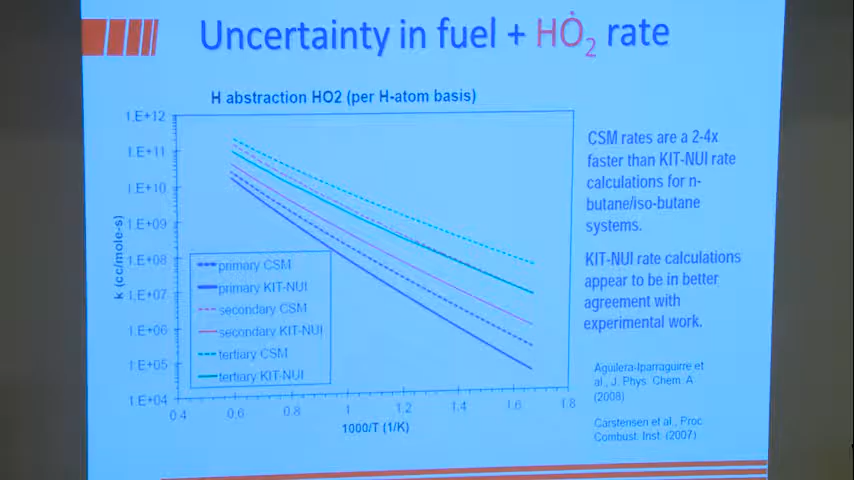 Uncertainty in fuel + HȮ₂ rate
H abstraction HO2 (per H-atom basis)
1.E+12
1.E+11
1.E+10
1.E+09
1.E+08
1.E+07
1.E+06
1.E+05
1.E+04
k (cc/mole-s)
primary CSM
primary KIT-NUI
secondary CSM
secondary KIT-NUI
tertiary CSM
tertiary KIT-NUI
0.4 0.6 0.8 1 1.2 1.4 1.6 1.8
1000/T (1/K)
CSM rates are a 2-4x
faster than KIT-NUI rate
calculations for n-
butane/iso-butane
systems.
KIT-NUI rate calculations
appear to be in better
agreement with
experimental work.
Aguilera-Iparraguirre et
al., J. Phys. Chem. A
(2008)
Carstensen et al., Proc
Combust. Inst. (2007)